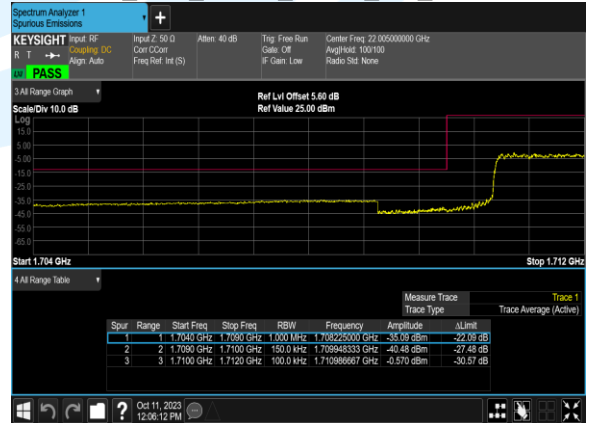 Spectrum Analyzer 1
Spurious Emissions
KEYSIGHT Input: RF Input Z: 50 Ω Atten: 40 dB Trig: Free Run Center Freq: 22.005000000 GHz
R T Coupling: DC Corr CCorr Gate: Off Avg|Hold: 100/100
Align: Auto Freq Ref: Int (S) IF Gain: Low Radio Std: None
PASS
3 All Range Graph
Ref Lvl Offset 5.60 dB
Scale/Div 10.0 dB Ref Value 25.00 dBm
Log
15.0
5.00
-5.00
-15.0
-25.0
-35.0
-45.0
-55.0
-65.0
Start 1.704 GHz Stop 1.712 GHz
4 All Range Table
Measure Trace Trace 1
Trace Type Trace Average (Active)
Spur Range Start Freq Stop Freq RBW Frequency Amplitude ΔLimit
1 1 1.7040 GHz 1.7090 GHz 1.000 MHz 1.708225000 GHz -35.09 dBm -22.09 dB
2 2 1.7090 GHz 1.7100 GHz 150.0 kHz 1.709948333 GHz -40.48 dBm -27.48 dB
3 3 1.7100 GHz 1.7120 GHz 100.0 kHz 1.710986667 GHz -0.570 dBm -30.57 dB
? Oct 11, 2023
12:06:12 PM